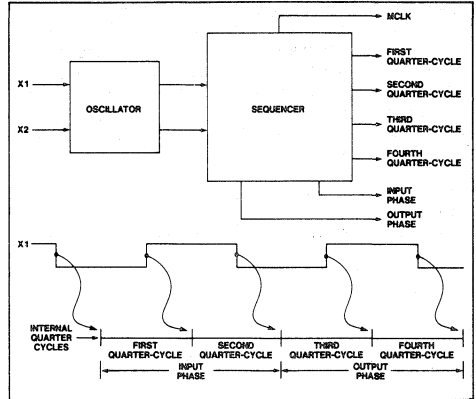 MCLK
FIRST
QUARTER-CYCLE
X1
SECOND
QUARTER-CYCLE
OSCILLATOR
SEQUENCER
THIRD
QUARTER-CYCLE
X2
FOURTH
QUARTER-CYCLE
INPUT
PHASE
OUTPUT
PHASE
X1
INTERNAL
QUARTER
CYCLES
FIRST
QUARTER-CYCLE
SECOND
QUARTER-CYCLE
THIRD
QUARTER-CYCLE
FOURTH
QUARTER-CYCLE
INPUT
PHASE
OUTPUT
PHASE